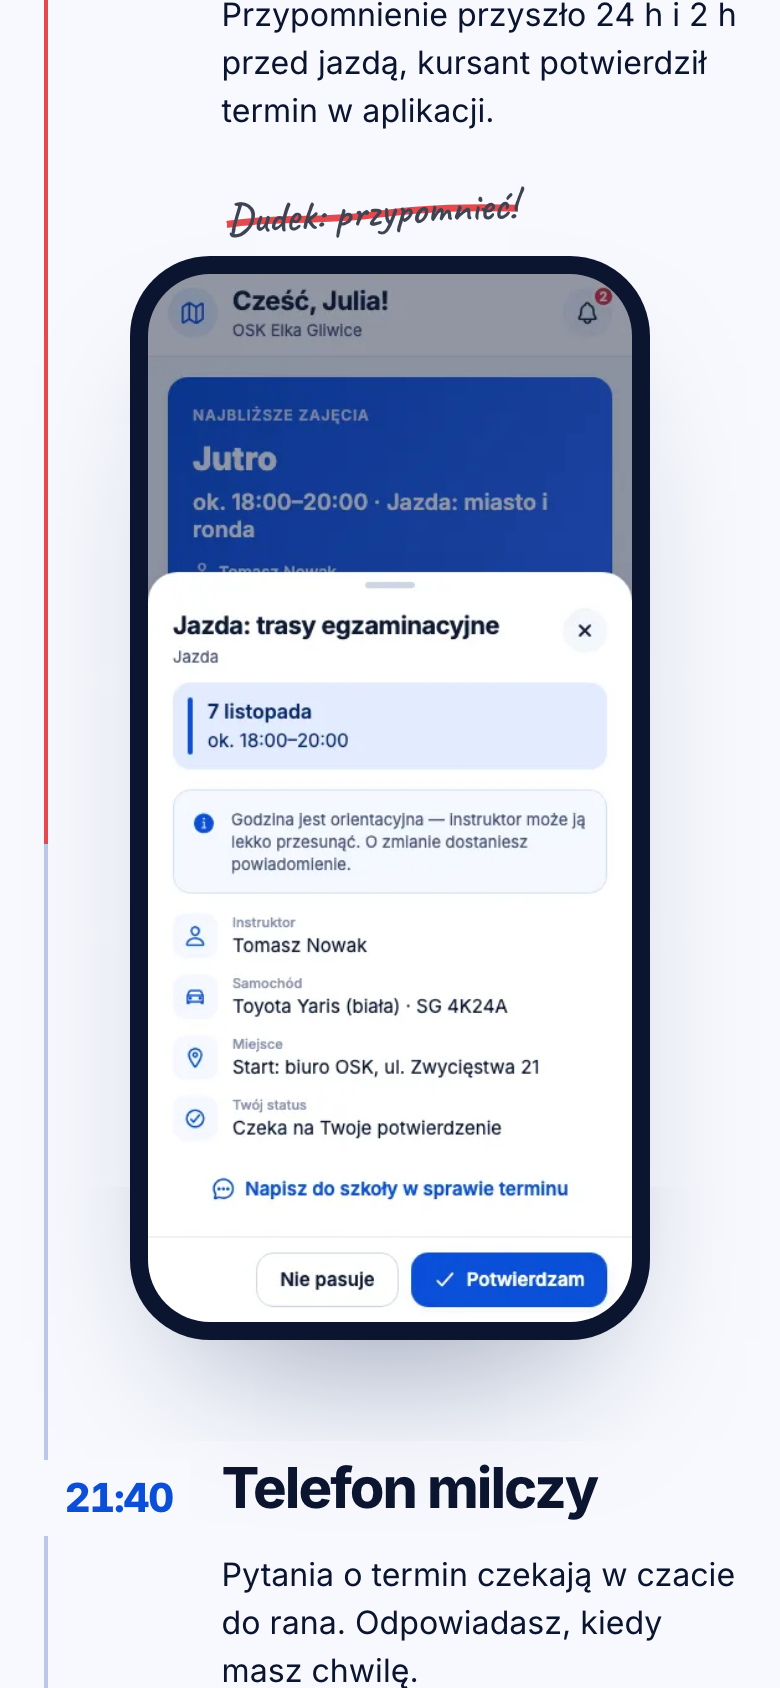 Przypomnienie przyszło 24 h i 2 h
przed jazdą, kursant potwierdził
termin w aplikacji.
Dudek: przypomnieć!
Cześć, Julia!
OSK Elka Gliwice
2
NAJBLIŻSZE ZAJĘCIA
Jutro
ok. 18:00–20:00 · Jazda: miasto i
ronda
Tomasz Nowak
Jazda: trasy egzaminacyjne
Jazda
7 listopada
ok. 18:00–20:00
Godzina jest orientacyjna — instruktor może ją
lekko przesunąć. O zmianie dostaniesz
powiadomienie.
Instruktor
Tomasz Nowak
Samochód
Toyota Yaris (biała) · SG 4K24A
Miejsce
Start: biuro OSK, ul. Zwycięstwa 21
Twój status
Czeka na Twoje potwierdzenie
Napisz do szkoły w sprawie terminu
Nie pasuje
Potwierdzam
21:40 Telefon milczy
Pytania o termin czekają w czacie
do rana. Odpowiadasz, kiedy
masz chwilę.